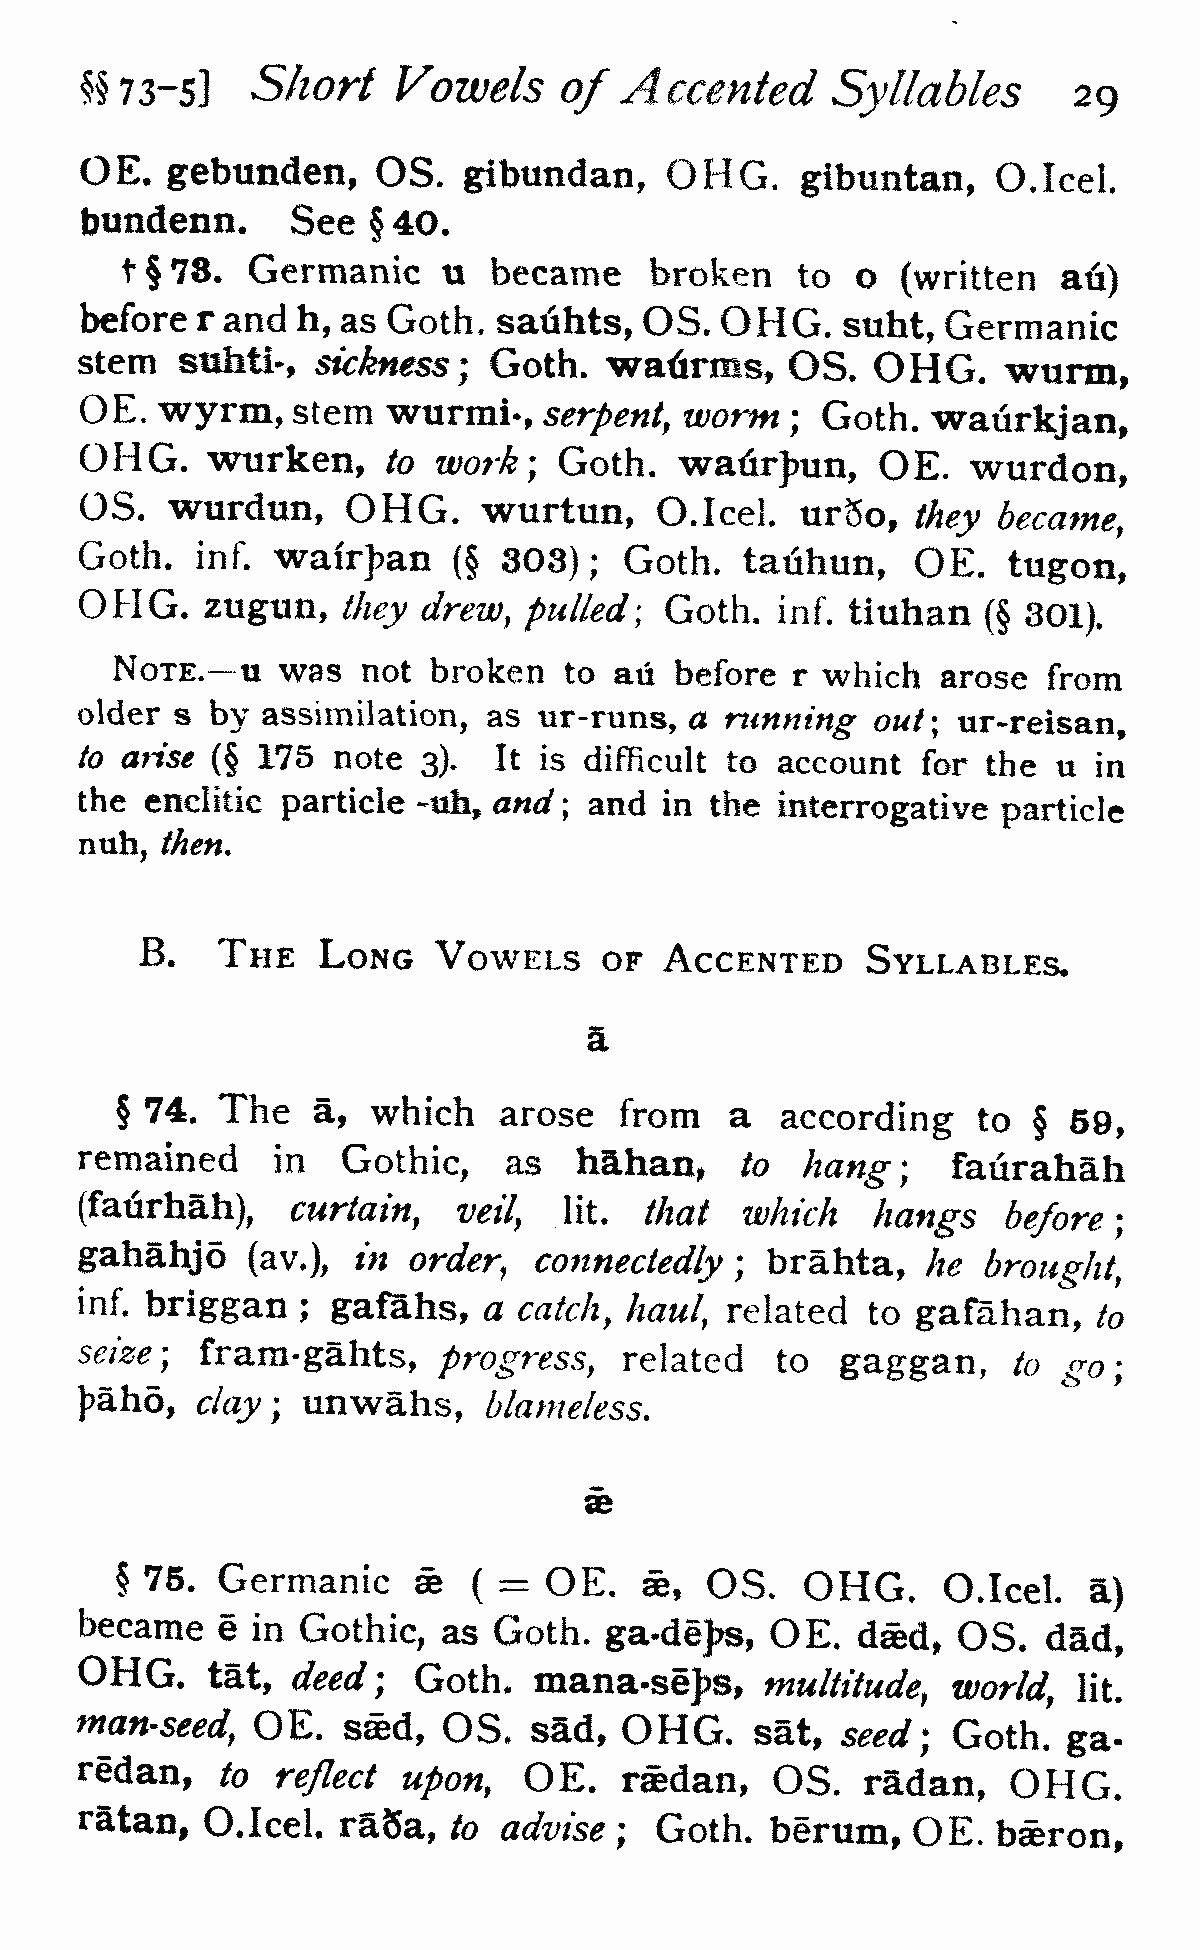 §§ 73–5] Short Vowels of Accented Syllables 29
OE. gebunden, OS. gibundan, OHG. gibuntan, O.Icel.
bundenn. See § 40.
† § 73. Germanic u became broken to o (written aú)
before r and h, as Goth. saúhts, OS. OHG. suht, Germanic
stem suhti-, sickness; Goth. waúrms, OS. OHG. wurm,
OE. wyrm, stem wurmi-, serpent, worm; Goth. waúrkjan,
OHG. wurken, to work; Goth. waúrþun, OE. wurdon,
OS. wurdun, OHG. wurtun, O.Icel. urðo, they became,
Goth. inf. waírþan (§ 303); Goth. taúhun, OE. tugon,
OHG. zugun, they drew, pulled; Goth. inf. tiuhan (§ 301).
NOTE.—u was not broken to aú before r which arose from
older s by assimilation, as ur-runs, a running out; ur-reisan,
to arise (§ 175 note 3). It is difficult to account for the u in
the enclitic particle -uh, and; and in the interrogative particle
nuh, then.
B. THE LONG VOWELS OF ACCENTED SYLLABLES.
ā
§ 74. The ā, which arose from a according to § 59,
remained in Gothic, as hāhan, to hang; faúrahāh
(faúrhāh), curtain, veil, lit. that which hangs before;
gahāhjō (av.), in order, connectedly; brāhta, he brought,
inf. briggan; gafāhs, a catch, haul, related to gafāhan, to
seize; fram-gāhts, progress, related to gaggan, to go;
þāhō, clay; unwāhs, blameless.
ǣ
§ 75. Germanic ǣ (= OE. ǣ, OS. OHG. O.Icel. ā)
became ē in Gothic, as Goth. ga-dēþs, OE. dǣd, OS. dād,
OHG. tāt, deed; Goth. mana-sēþs, multitude, world, lit.
man-seed, OE. sǣd, OS. sād, OHG. sāt, seed; Goth. ga-
rēdan, to reflect upon, OE. rǣdan, OS. rādan, OHG.
rātan, O.Icel. rāða, to advise; Goth. bērum, OE. bǣron,